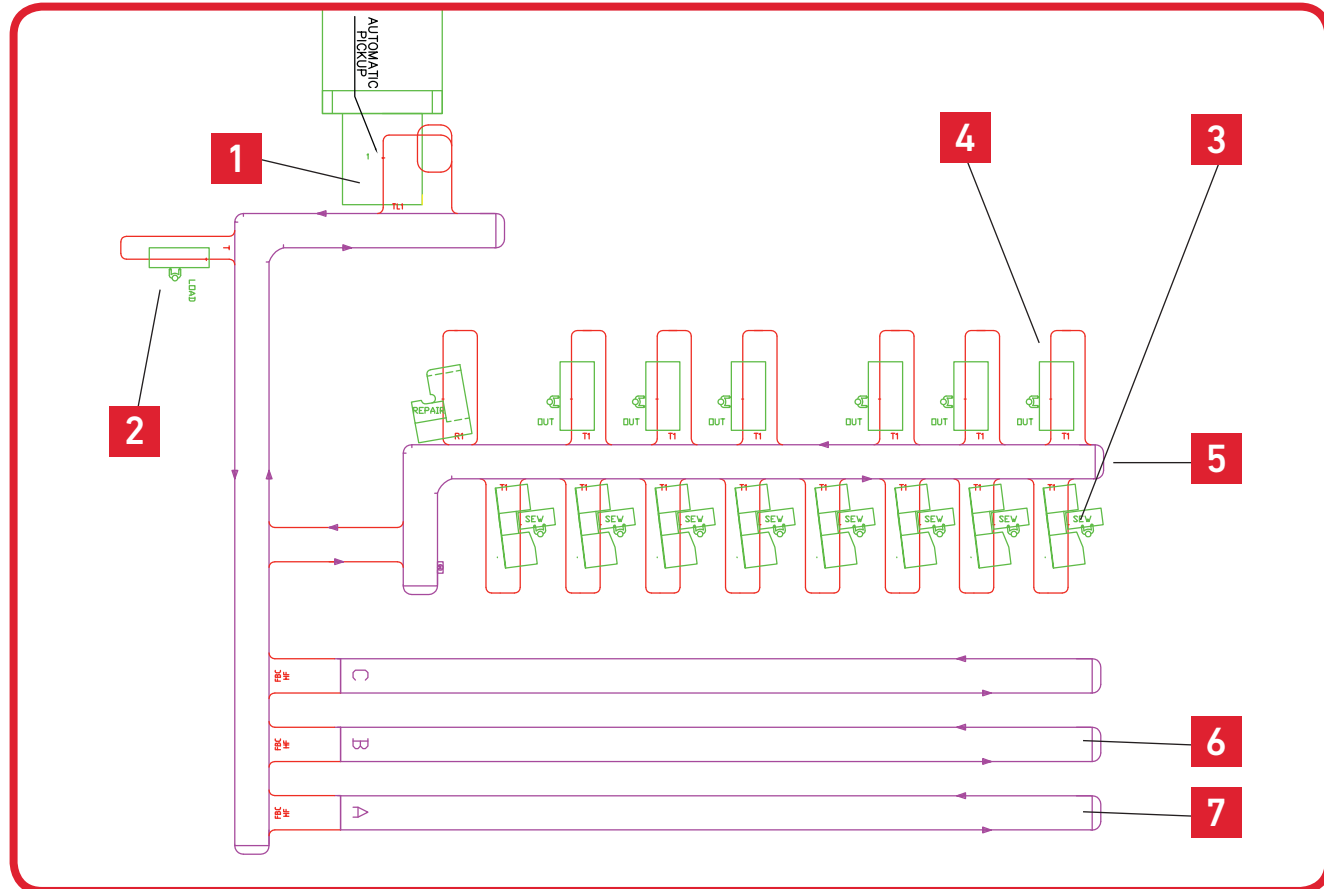 AUTOMATIC
PICKUP
1
1
TL1
4
3
T
LOAD
2
REPAIR
R1
OUT
T1
OUT
T1
OUT
T1
OUT
T1
OUT
T1
OUT
T1
5
T1
SEW
T1
SEW
T1
SEW
T1
SEW
T1
SEW
T1
SEW
T1
SEW
T1
SEW
FBC
HF
C
FBC
HF
B
6
FBC
HF
A
7